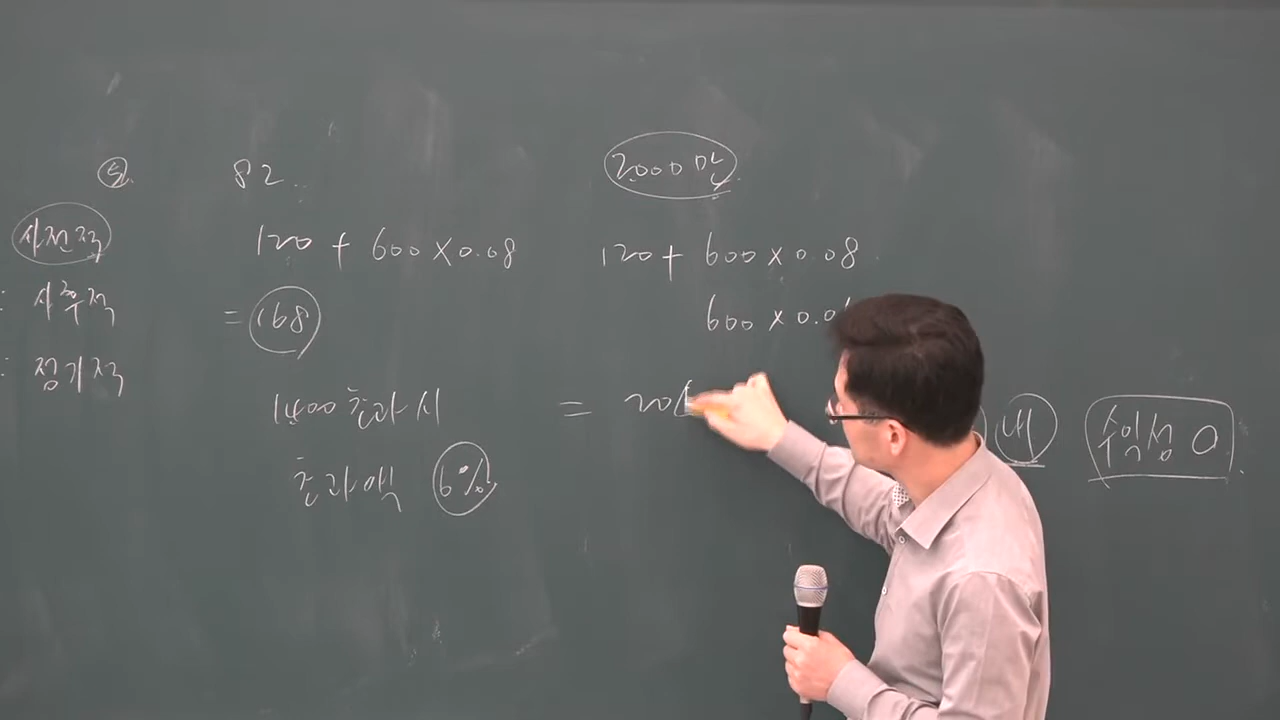 82
2000만
사전적
120 + 600 × 0.08
120 + 600 × 0.08
사후적
= 168
600 × 0.0
정기적
1400 초과시
= 20
내
수익성 0
초과액 6%